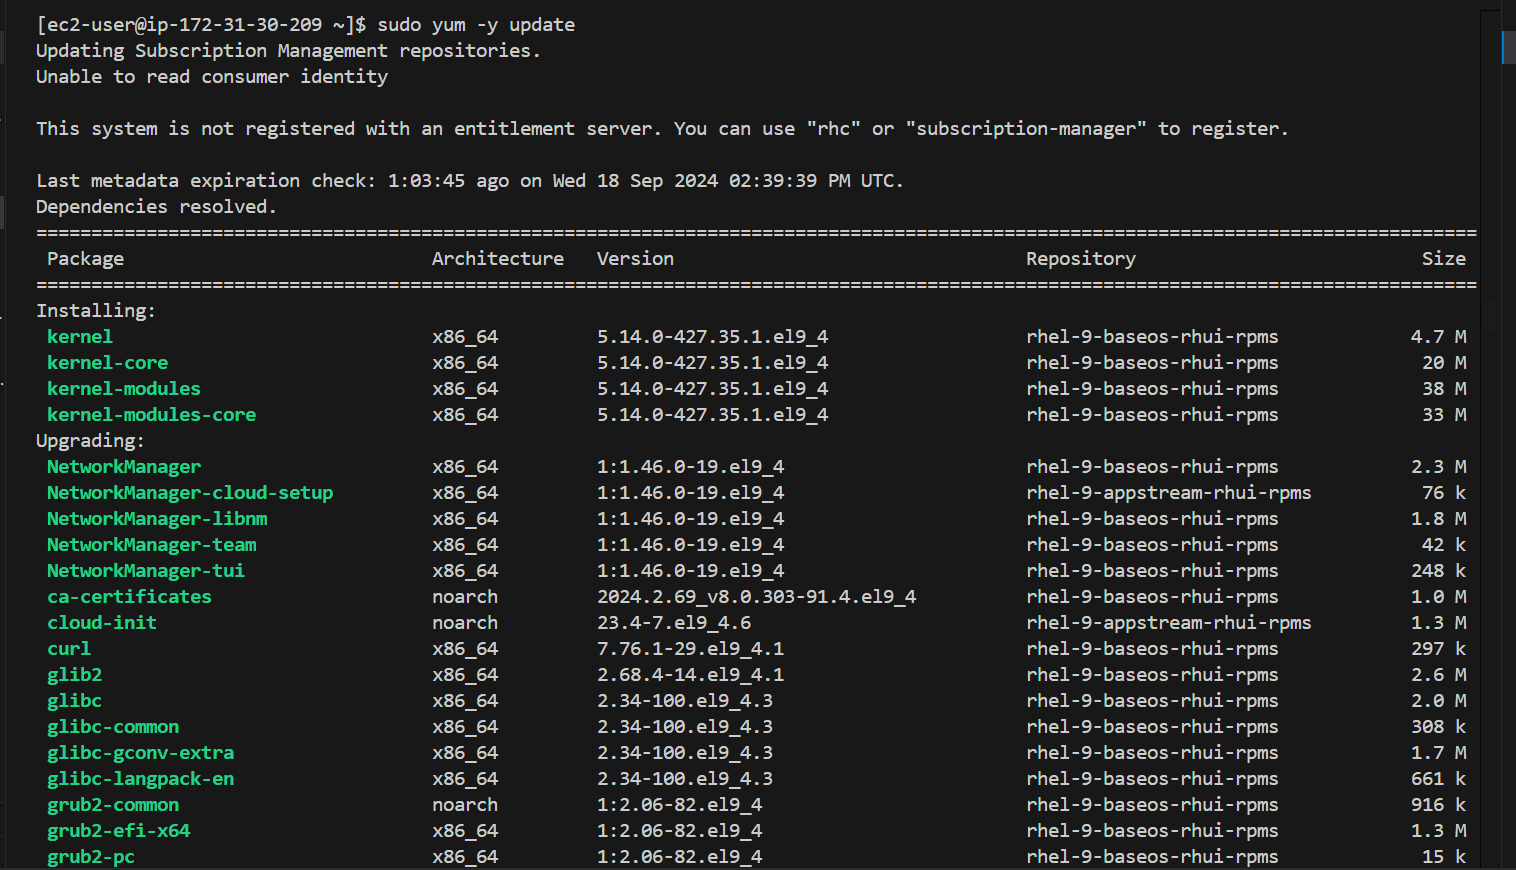 [ec2-user@ip-172-31-30-209 ~]$ sudo yum -y update
Updating Subscription Management repositories.
Unable to read consumer identity
This system is not registered with an entitlement server. You can use "rhc" or "subscription-manager" to register.
Last metadata expiration check: 1:03:45 ago on Wed 18 Sep 2024 02:39:39 PM UTC.
Dependencies resolved.
===================================================================================================================================
Package Architecture Version Repository Size
===================================================================================================================================
Installing:
kernel x86_64 5.14.0-427.35.1.el9_4 rhel-9-baseos-rhui-rpms 4.7 M
kernel-core x86_64 5.14.0-427.35.1.el9_4 rhel-9-baseos-rhui-rpms 20 M
kernel-modules x86_64 5.14.0-427.35.1.el9_4 rhel-9-baseos-rhui-rpms 38 M
kernel-modules-core x86_64 5.14.0-427.35.1.el9_4 rhel-9-baseos-rhui-rpms 33 M
Upgrading:
NetworkManager x86_64 1:1.46.0-19.el9_4 rhel-9-baseos-rhui-rpms 2.3 M
NetworkManager-cloud-setup x86_64 1:1.46.0-19.el9_4 rhel-9-appstream-rhui-rpms 76 k
NetworkManager-libnm x86_64 1:1.46.0-19.el9_4 rhel-9-baseos-rhui-rpms 1.8 M
NetworkManager-team x86_64 1:1.46.0-19.el9_4 rhel-9-baseos-rhui-rpms 42 k
NetworkManager-tui x86_64 1:1.46.0-19.el9_4 rhel-9-baseos-rhui-rpms 248 k
ca-certificates noarch 2024.2.69_v8.0.303-91.4.el9_4 rhel-9-baseos-rhui-rpms 1.0 M
cloud-init noarch 23.4-7.el9_4.6 rhel-9-appstream-rhui-rpms 1.3 M
curl x86_64 7.76.1-29.el9_4.1 rhel-9-baseos-rhui-rpms 297 k
glib2 x86_64 2.68.4-14.el9_4.1 rhel-9-baseos-rhui-rpms 2.6 M
glibc x86_64 2.34-100.el9_4.3 rhel-9-baseos-rhui-rpms 2.0 M
glibc-common x86_64 2.34-100.el9_4.3 rhel-9-baseos-rhui-rpms 308 k
glibc-gconv-extra x86_64 2.34-100.el9_4.3 rhel-9-baseos-rhui-rpms 1.7 M
glibc-langpack-en x86_64 2.34-100.el9_4.3 rhel-9-baseos-rhui-rpms 661 k
grub2-common noarch 1:2.06-82.el9_4 rhel-9-baseos-rhui-rpms 916 k
grub2-efi-x64 x86_64 1:2.06-82.el9_4 rhel-9-baseos-rhui-rpms 1.3 M
grub2-pc x86_64 1:2.06-82.el9_4 rhel-9-baseos-rhui-rpms 15 k